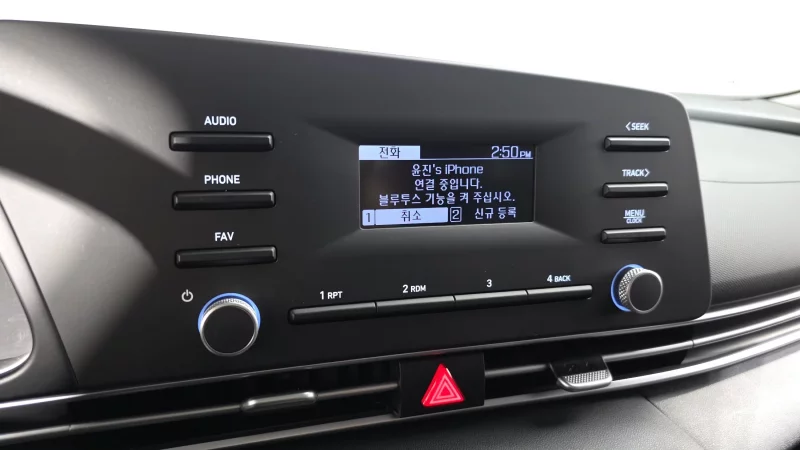 AUDIO
PHONE
FAV
전화 2:50 PM
윤진's iPhone
연결 중입니다.
블루투스 기능을 켜 주십시오.
1 취소 2 신규 등록
<SEEK
TRACK>
MENU
CLOCK
1 RPT 2 RDM 3 4 BACK